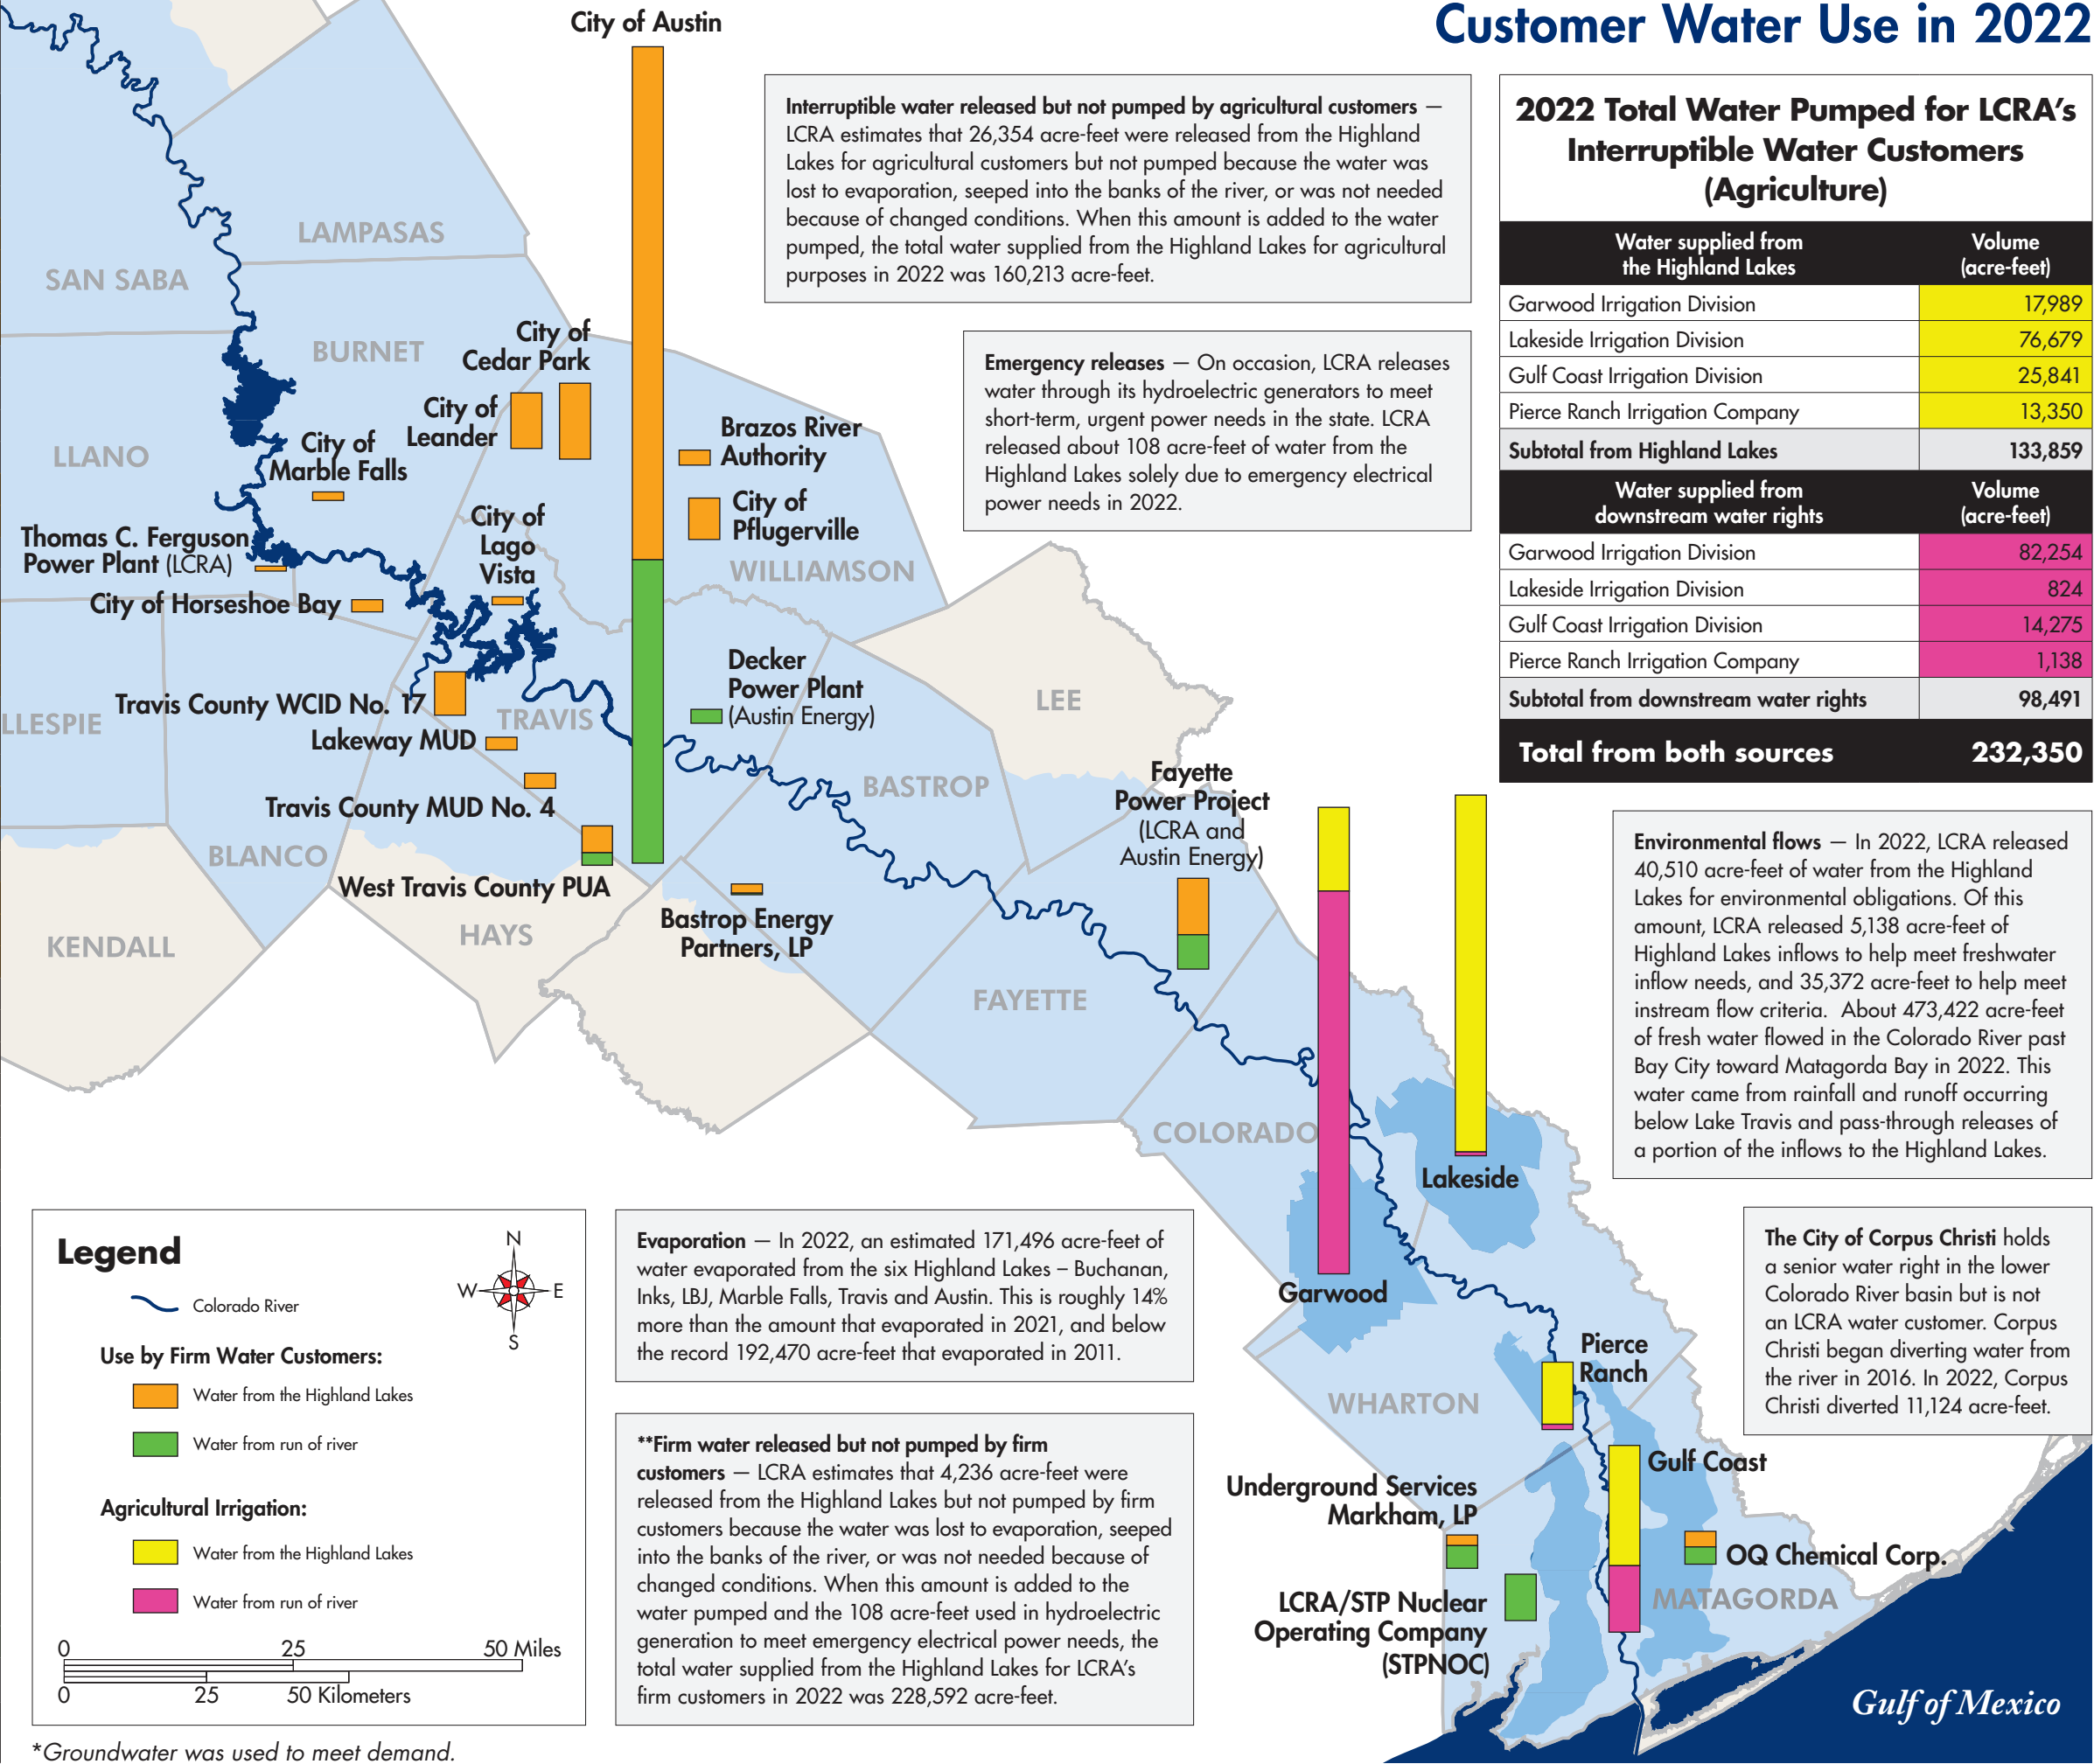 Customer Water Use in 2022
City of Austin
Interruptible water released but not pumped by agricultural customers —
LCRA estimates that 26,354 acre-feet were released from the Highland
Lakes for agricultural customers but not pumped because the water was
lost to evaporation, seeped into the banks of the river, or was not needed
because of changed conditions. When this amount is added to the water
pumped, the total water supplied from the Highland Lakes for agricultural
purposes in 2022 was 160,213 acre-feet.
2022 Total Water Pumped for LCRA’s
Interruptible Water Customers
(Agriculture)
Water supplied from
the Highland Lakes
Volume
(acre-feet)
Garwood Irrigation Division 17,989
Lakeside Irrigation Division 76,679
Gulf Coast Irrigation Division 25,841
Pierce Ranch Irrigation Company 13,350
Subtotal from Highland Lakes 133,859
Water supplied from
downstream water rights
Volume
(acre-feet)
Garwood Irrigation Division 82,254
Lakeside Irrigation Division 824
Gulf Coast Irrigation Division 14,275
Pierce Ranch Irrigation Company 1,138
Subtotal from downstream water rights 98,491
Total from both sources 232,350
Emergency releases — On occasion, LCRA releases
water through its hydroelectric generators to meet
short-term, urgent power needs in the state. LCRA
released about 108 acre-feet of water from the
Highland Lakes solely due to emergency electrical
power needs in 2022.
LAMPASAS
SAN SABA
BURNET
City of
Cedar Park
City of
Leander
LLANO
City of
Marble Falls
Brazos River
Authority
City of
Pflugerville
City of
Lago
Vista
Thomas C. Ferguson
Power Plant (LCRA)
WILLIAMSON
City of Horseshoe Bay
Decker
Power Plant
(Austin Energy)
Travis County WCID No. 17
LLESPIE
TRAVIS
LEE
Lakeway MUD
BASTROP
Travis County MUD No. 4
Fayette
Power Project
(LCRA and
Austin Energy)
BLANCO
West Travis County PUA
Bastrop Energy
Partners, LP
KENDALL
HAYS
FAYETTE
Environmental flows — In 2022, LCRA released
40,510 acre-feet of water from the Highland
Lakes for environmental obligations. Of this
amount, LCRA released 5,138 acre-feet of
Highland Lakes inflows to help meet freshwater
inflow needs, and 35,372 acre-feet to help meet
instream flow criteria. About 473,422 acre-feet
of fresh water flowed in the Colorado River past
Bay City toward Matagorda Bay in 2022. This
water came from rainfall and runoff occurring
below Lake Travis and pass-through releases of
a portion of the inflows to the Highland Lakes.
COLORADO
Lakeside
Garwood
The City of Corpus Christi holds
a senior water right in the lower
Colorado River basin but is not
an LCRA water customer. Corpus
Christi began diverting water from
the river in 2016. In 2022, Corpus
Christi diverted 11,124 acre-feet.
Pierce
Ranch
WHARTON
Gulf Coast
Underground Services
Markham, LP
OQ Chemical Corp.
MATAGORDA
LCRA/STP Nuclear
Operating Company
(STPNOC)
Gulf of Mexico
Legend
N
W E
S
Colorado River
Use by Firm Water Customers:
Water from the Highland Lakes
Water from run of river
Agricultural Irrigation:
Water from the Highland Lakes
Water from run of river
0 25 50 Miles
0 25 50 Kilometers
Evaporation — In 2022, an estimated 171,496 acre-feet of
water evaporated from the six Highland Lakes – Buchanan,
Inks, LBJ, Marble Falls, Travis and Austin. This is roughly 14%
more than the amount that evaporated in 2021, and below
the record 192,470 acre-feet that evaporated in 2011.
**Firm water released but not pumped by firm
customers — LCRA estimates that 4,236 acre-feet were
released from the Highland Lakes but not pumped by firm
customers because the water was lost to evaporation, seeped
into the banks of the river, or was not needed because of
changed conditions. When this amount is added to the
water pumped and the 108 acre-feet used in hydroelectric
generation to meet emergency electrical power needs, the
total water supplied from the Highland Lakes for LCRA’s
firm customers in 2022 was 228,592 acre-feet.
*Groundwater was used to meet demand.